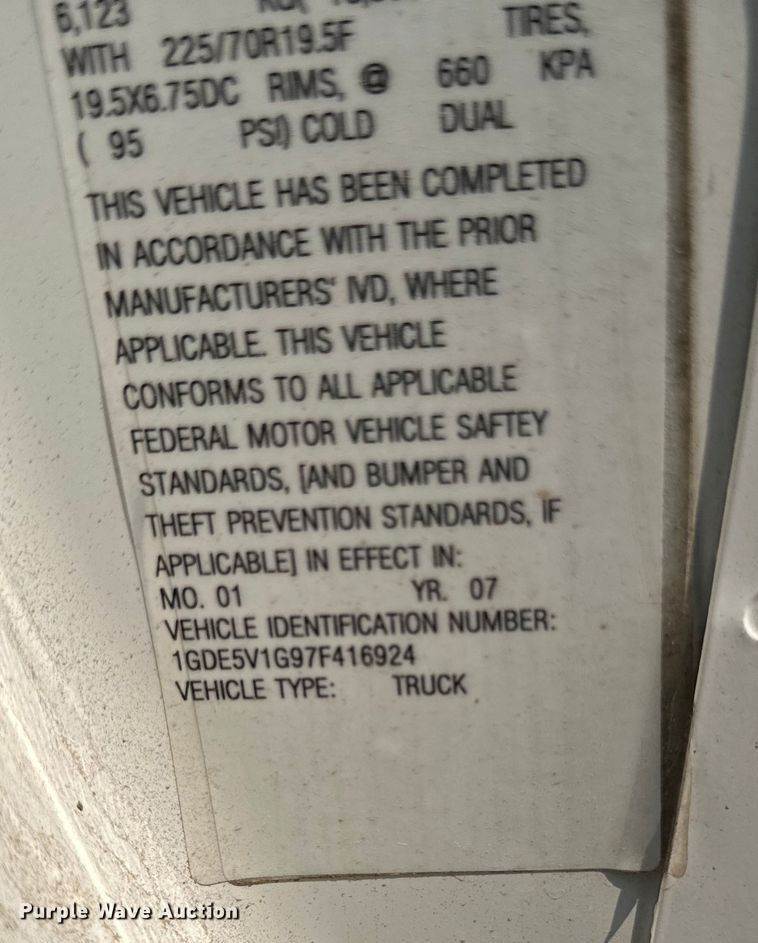 6,123 KG(
WITH 225/70R19.5F TIRES,
19.5X6.75DC RIMS, @ 660 KPA
( 95 PSI) COLD DUAL
THIS VEHICLE HAS BEEN COMPLETED
IN ACCORDANCE WITH THE PRIOR
MANUFACTURERS' IVD, WHERE
APPLICABLE. THIS VEHICLE
CONFORMS TO ALL APPLICABLE
FEDERAL MOTOR VEHICLE SAFTEY
STANDARDS, [AND BUMPER AND
THEFT PREVENTION STANDARDS, IF
APPLICABLE] IN EFFECT IN:
MO. 01 YR. 07
VEHICLE IDENTIFICATION NUMBER:
1GDE5V1G97F416924
VEHICLE TYPE: TRUCK
Purple Wave Auction